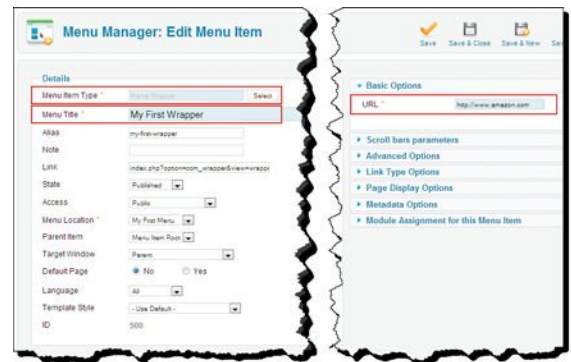 Menu Manager: Edit Menu Item
Details
Menu Item Type *
Iframe Wrapper
Select
Menu Title *
My First Wrapper
Alias
my-first-wrapper
Note
Link
index.php?option=com_wrapper&view=wrapper
State
Published
Access
Public
Menu Location *
My First Menu
Parent Item
Menu Item Root
Target Window
Parent
Default Page
No
Yes
Language
All
Template Style
- Use Default -
ID
500
Save
Save & Close
Save & New
Basic Options
URL *
http://www.amazon.com
Scroll bars parameters
Advanced Options
Link Type Options
Page Display Options
Metadata Options
Module Assignment for this Menu Item